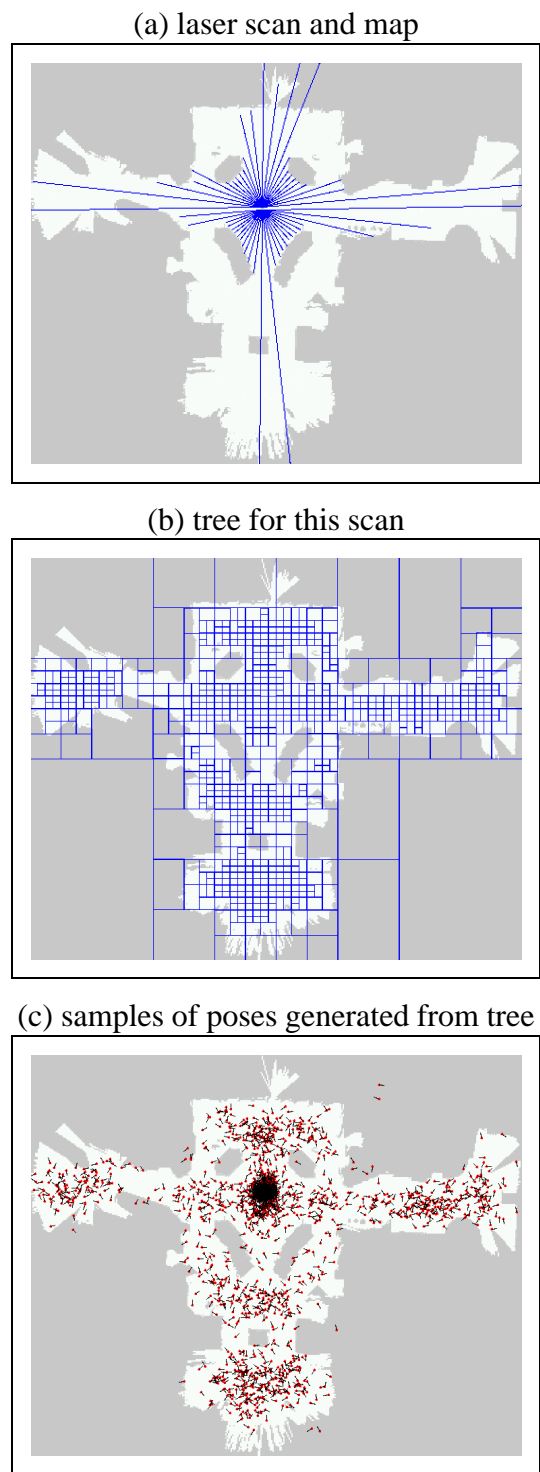 (a) laser scan and map
(b) tree for this scan
(c) samples of poses generated from tree